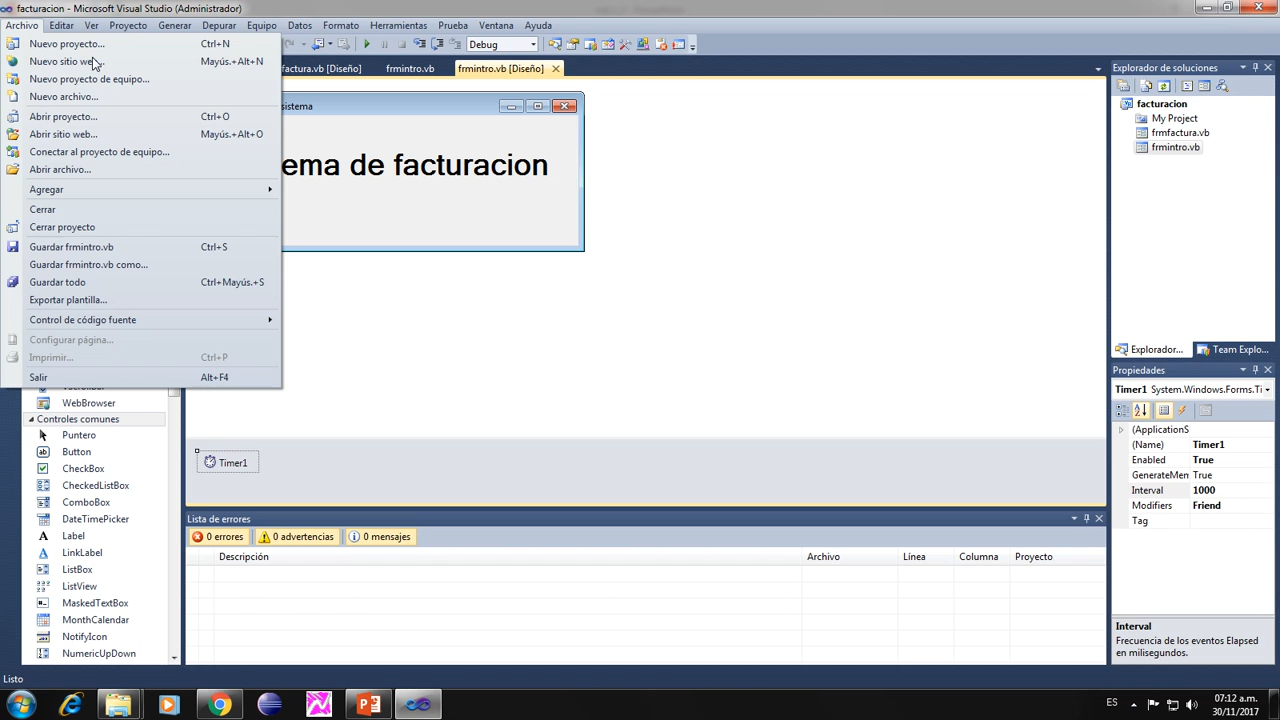 facturacion - Microsoft Visual Studio (Administrador)
Archivo Editar Ver Proyecto Generar Depurar Equipo Datos Formato Herramientas Prueba Ventana Ayuda
Nuevo proyecto... Ctrl+N
Nuevo sitio we... Mayús.+Alt+N
Nuevo proyecto de equipo...
Nuevo archivo...
Abrir proyecto... Ctrl+O
Abrir sitio web... Mayús.+Alt+O
Conectar al proyecto de equipo...
Abrir archivo...
Agregar
Cerrar
Cerrar proyecto
Guardar frmintro.vb Ctrl+S
Guardar frmintro.vb como...
Guardar todo Ctrl+Mayús.+S
Exportar plantilla...
Control de código fuente
Configurar página...
Imprimir... Ctrl+P
Salir Alt+F4
Debug
factura.vb [Diseño] frmintro.vb frmintro.vb [Diseño]
sistema
ema de facturacion
Timer1
WebBrowser
Controles comunes
Puntero
Button
CheckBox
CheckedListBox
ComboBox
DateTimePicker
Label
LinkLabel
ListBox
ListView
MaskedTextBox
MonthCalendar
NotifyIcon
NumericUpDown
Lista de errores
0 errores 0 advertencias 0 mensajes
Descripción Archivo Línea Columna Proyecto
Explorador de soluciones
facturacion
My Project
frmfactura.vb
frmintro.vb
Explorador... Team Explo...
Propiedades
Timer1 System.Windows.Forms.Ti
(ApplicationS
(Name) Timer1
Enabled True
GenerateMen True
Interval 1000
Modifiers Friend
Tag
Interval
Frecuencia de los eventos Elapsed
en milisegundos.
Listo
ES
07:12 a.m.
30/11/2017